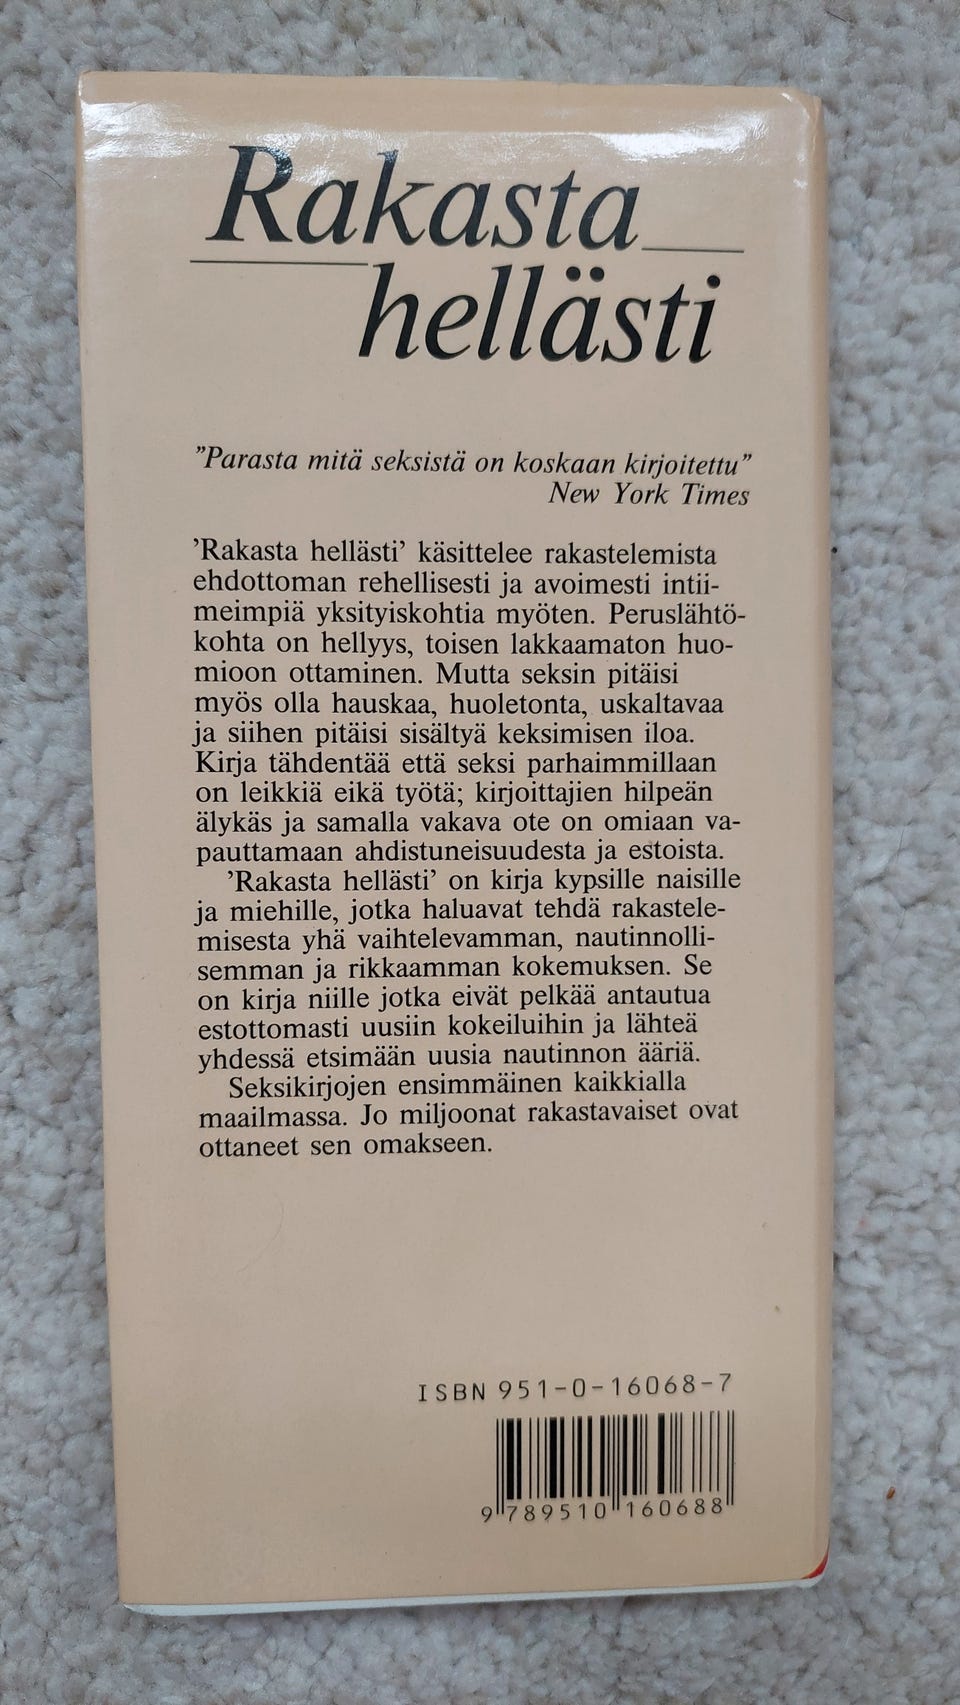 Rakasta
hellästi
”Parasta mitä seksistä on koskaan kirjoitettu”
New York Times
’Rakasta hellästi’ käsittelee rakastelemista
ehdottoman rehellisesti ja avoimesti intii-
meimpiä yksityiskohtia myöten. Peruslähtö-
kohta on hellyys, toisen lakkaamaton huo-
mioon ottaminen. Mutta seksin pitäisi
myös olla hauskaa, huoletonta, uskaltavaa
ja siihen pitäisi sisältyä keksimisen iloa.
Kirja tähdentää että seksi parhaimmillaan
on leikkiä eikä työtä; kirjoittajien hilpeän
älykäs ja samalla vakava ote on omiaan va-
pauttamaan ahdistuneisuudesta ja estoista.
’Rakasta hellästi’ on kirja kypsille naisille
ja miehille, jotka haluavat tehdä rakastele-
misesta yhä vaihtelevamman, nautinnolli-
semman ja rikkaamman kokemuksen. Se
on kirja niille jotka eivät pelkää antautua
estottomasti uusiin kokeiluihin ja lähteä
yhdessä etsimään uusia nautinnon ääriä.
Seksikirjojen ensimmäinen kaikkialla
maailmassa. Jo miljoonat rakastavaiset ovat
ottaneet sen omakseen.
ISBN 951-0-16068-7
9 789510 160688